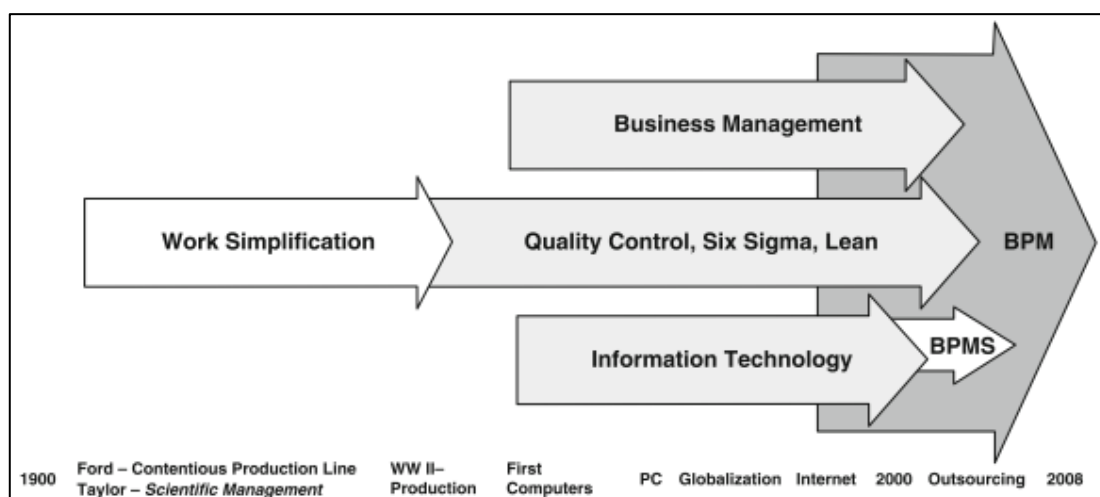 Business Management
Work Simplification
Quality Control, Six Sigma, Lean
BPM
BPMS
Information Technology
1900
Ford – Contentious Production Line
Taylor – Scientific Management
WW II–
Production
First
Computers
PC Globalization Internet 2000 Outsourcing 2008